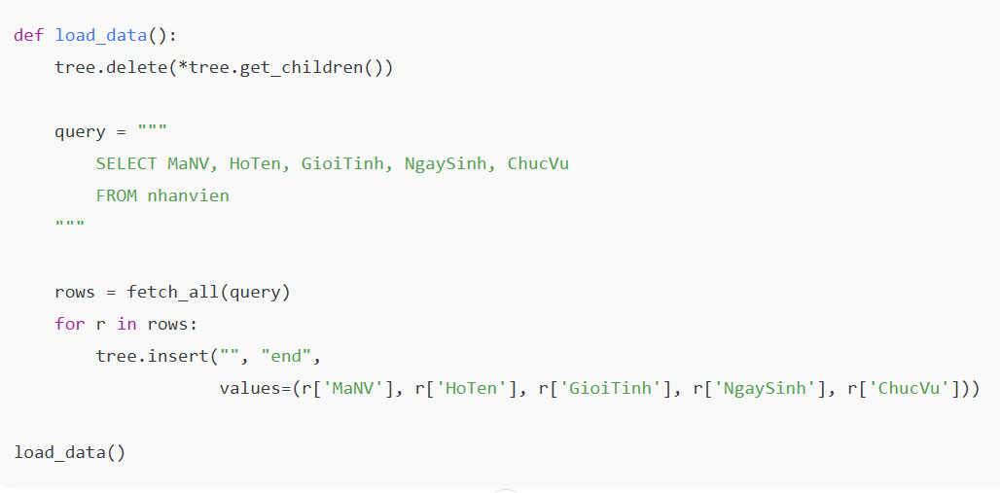 def load_data():
    tree.delete(*tree.get_children())
    query = """
        SELECT MaNV, HoTen, GioiTinh, NgaySinh, ChucVu
        FROM nhanvien
    """
    rows = fetch_all(query)
    for r in rows:
        tree.insert("", "end",
                    values=(r['MaNV'], r['HoTen'], r['GioiTinh'], r['NgaySinh'], r['ChucVu']))
load_data()